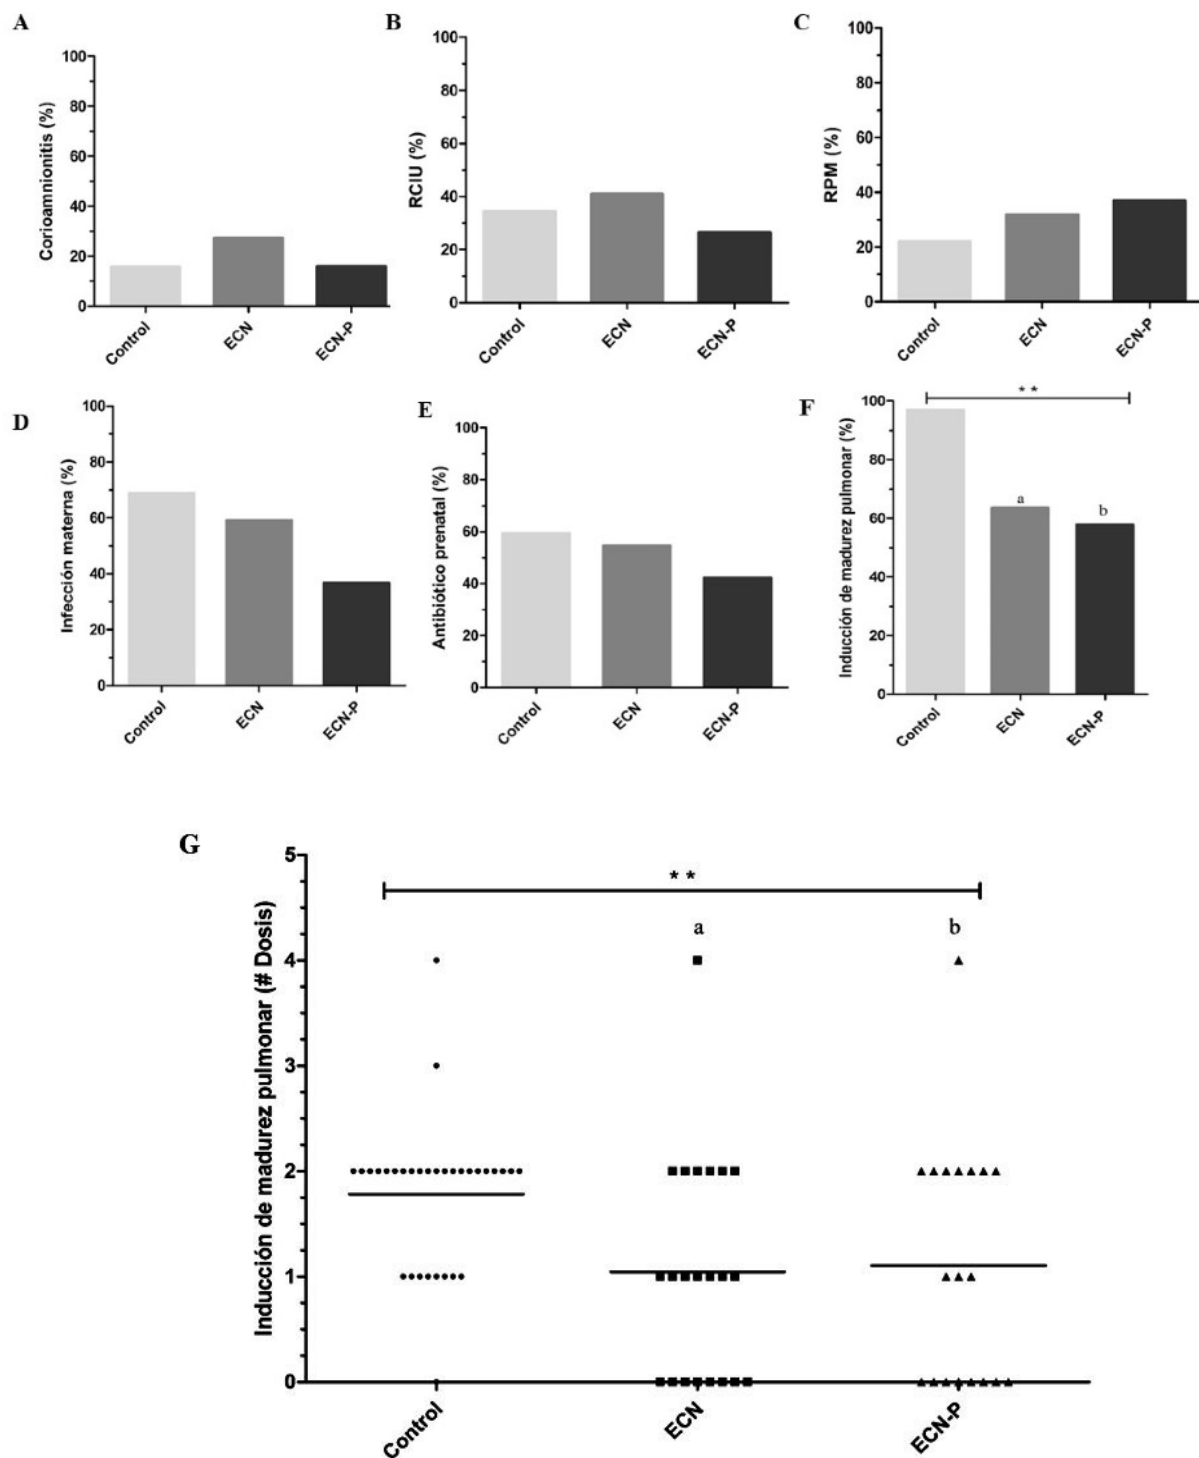 A
Corioamnionitis (%)
100
80
60
40
20
0
Control
ECN
ECN-P
B
RCIU (%)
100
80
60
40
20
0
Control
ECN
ECN-P
C
RPM (%)
100
80
60
40
20
0
Control
ECN
ECN-P
D
Infección materna (%)
100
80
60
40
20
0
Control
ECN
ECN-P
E
Antibiótico prenatal (%)
100
80
60
40
20
0
Control
ECN
ECN-P
F
Inducción de madurez pulmonar (%)
100
80
60
40
20
0
* *
a
b
Control
ECN
ECN-P
G
Inducción de madurez pulmonar (# Dosis)
5
4
3
2
1
0
* *
a
b
Control
ECN
ECN-P